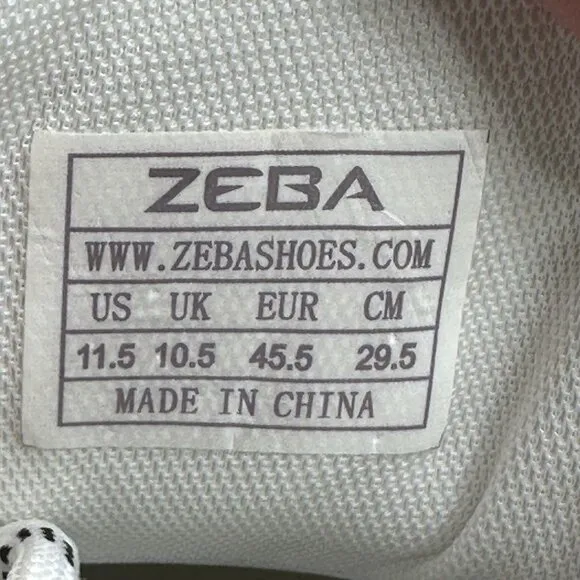 ZEBA
WWW.ZEBASHOES.COM
US UK EUR CM
11.5 10.5 45.5 29.5
MADE IN CHINA